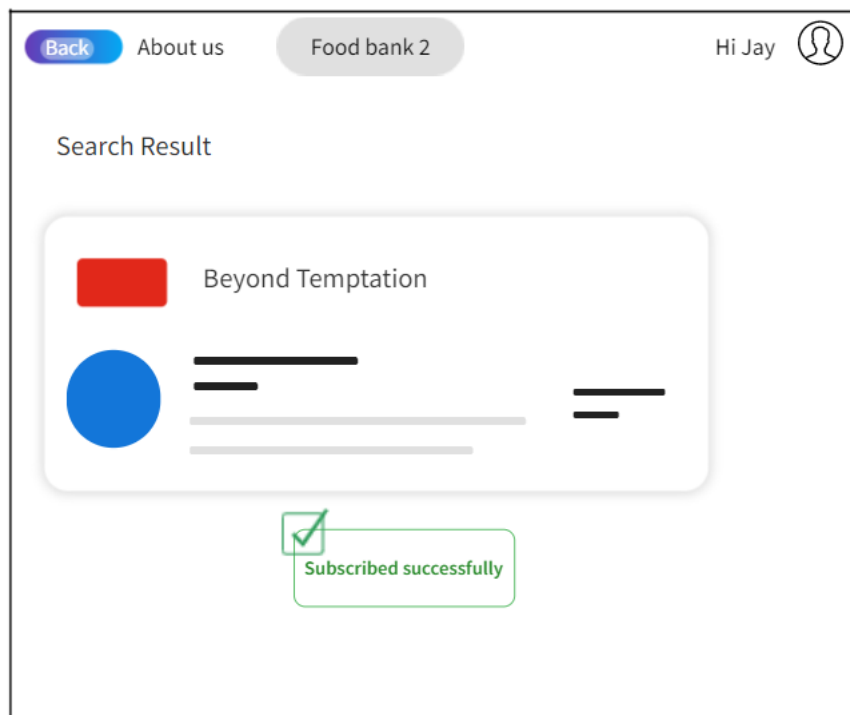 Back About us Food bank 2 Hi Jay
Search Result
Beyond Temptation
Subscribed successfully